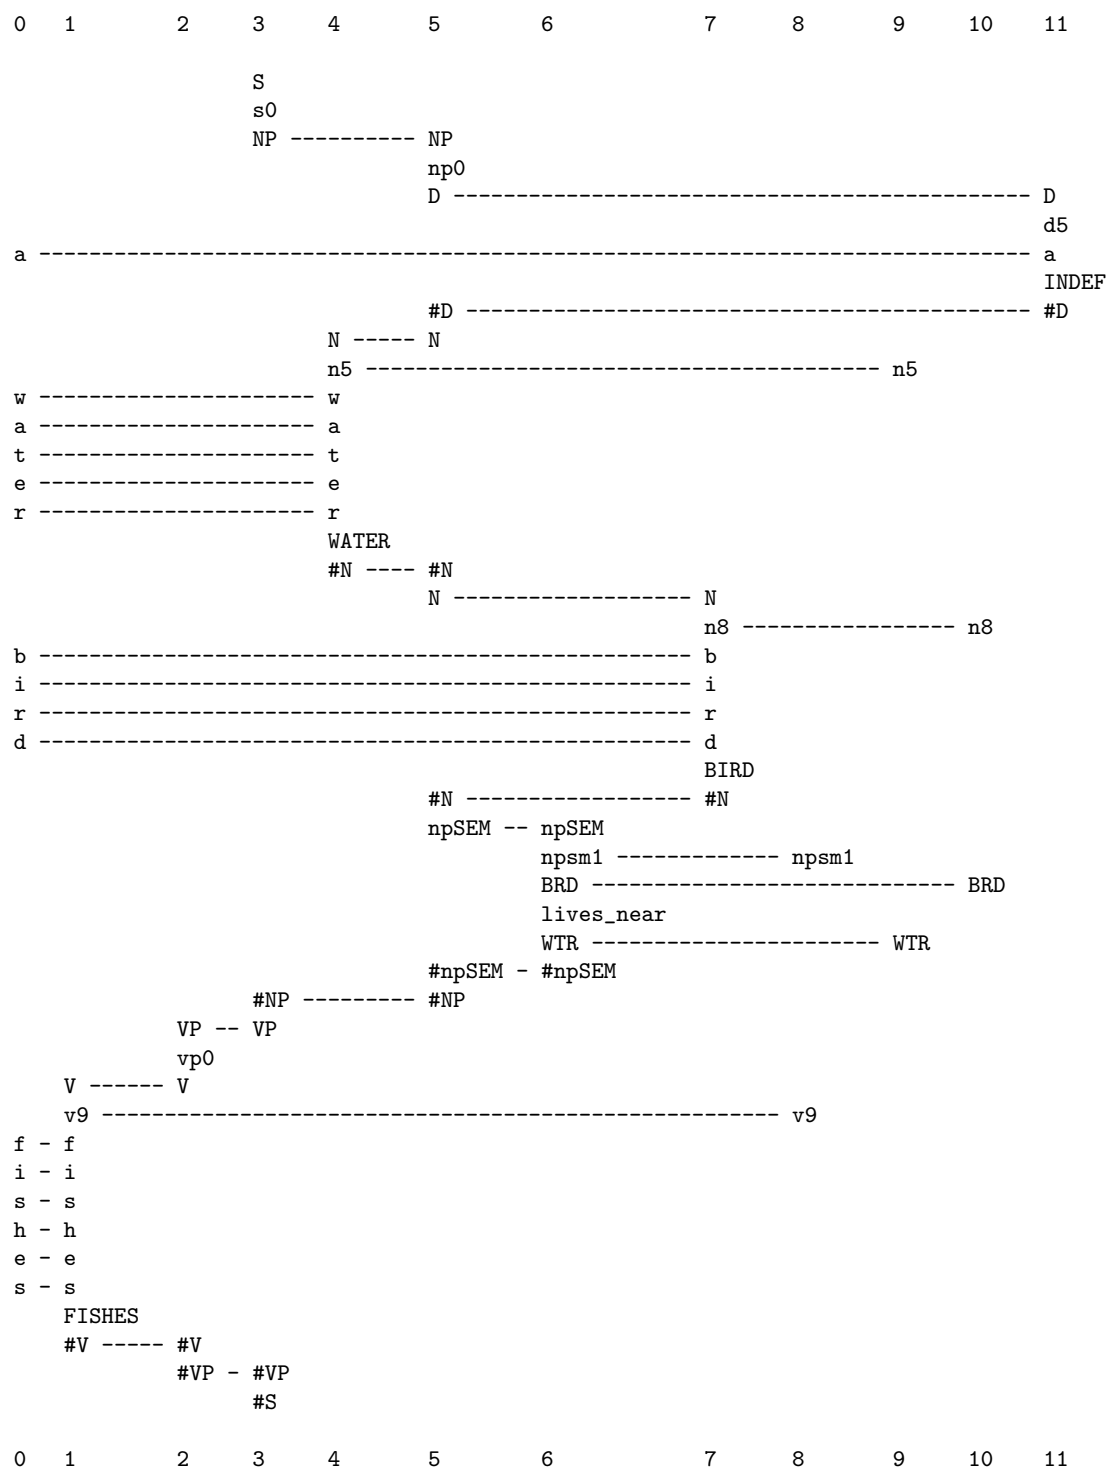 0 1 2 3 4 5 6 7 8 9 10 11
S
s0
NP ---------- NP
np0
D ---------------------------------------------- D
d5
a ------------------------------------------------------------------------------- a
INDEF
#D --------------------------------------------- #D
N ----- N
n5 ----------------------------------------- n5
w ---------------------- w
a ---------------------- a
t ---------------------- t
e ---------------------- e
r ---------------------- r
WATER
#N ---- #N
N ------------------- N
n8 ----------------- n8
b ---------------------------------------------------- b
i ---------------------------------------------------- i
r ---------------------------------------------------- r
d ---------------------------------------------------- d
BIRD
#N ------------------ #N
npSEM -- npSEM
npsm1 ------------- npsm1
BRD ----------------------------- BRD
lives_near
WTR ----------------------- WTR
#npSEM - #npSEM
#NP --------- #NP
VP -- VP
vp0
V ------ V
v9 ------------------------------------------------------ v9
f - f
i - i
s - s
h - h
e - e
s - s
FISHES
#V ----- #V
#VP - #VP
#S
0 1 2 3 4 5 6 7 8 9 10 11